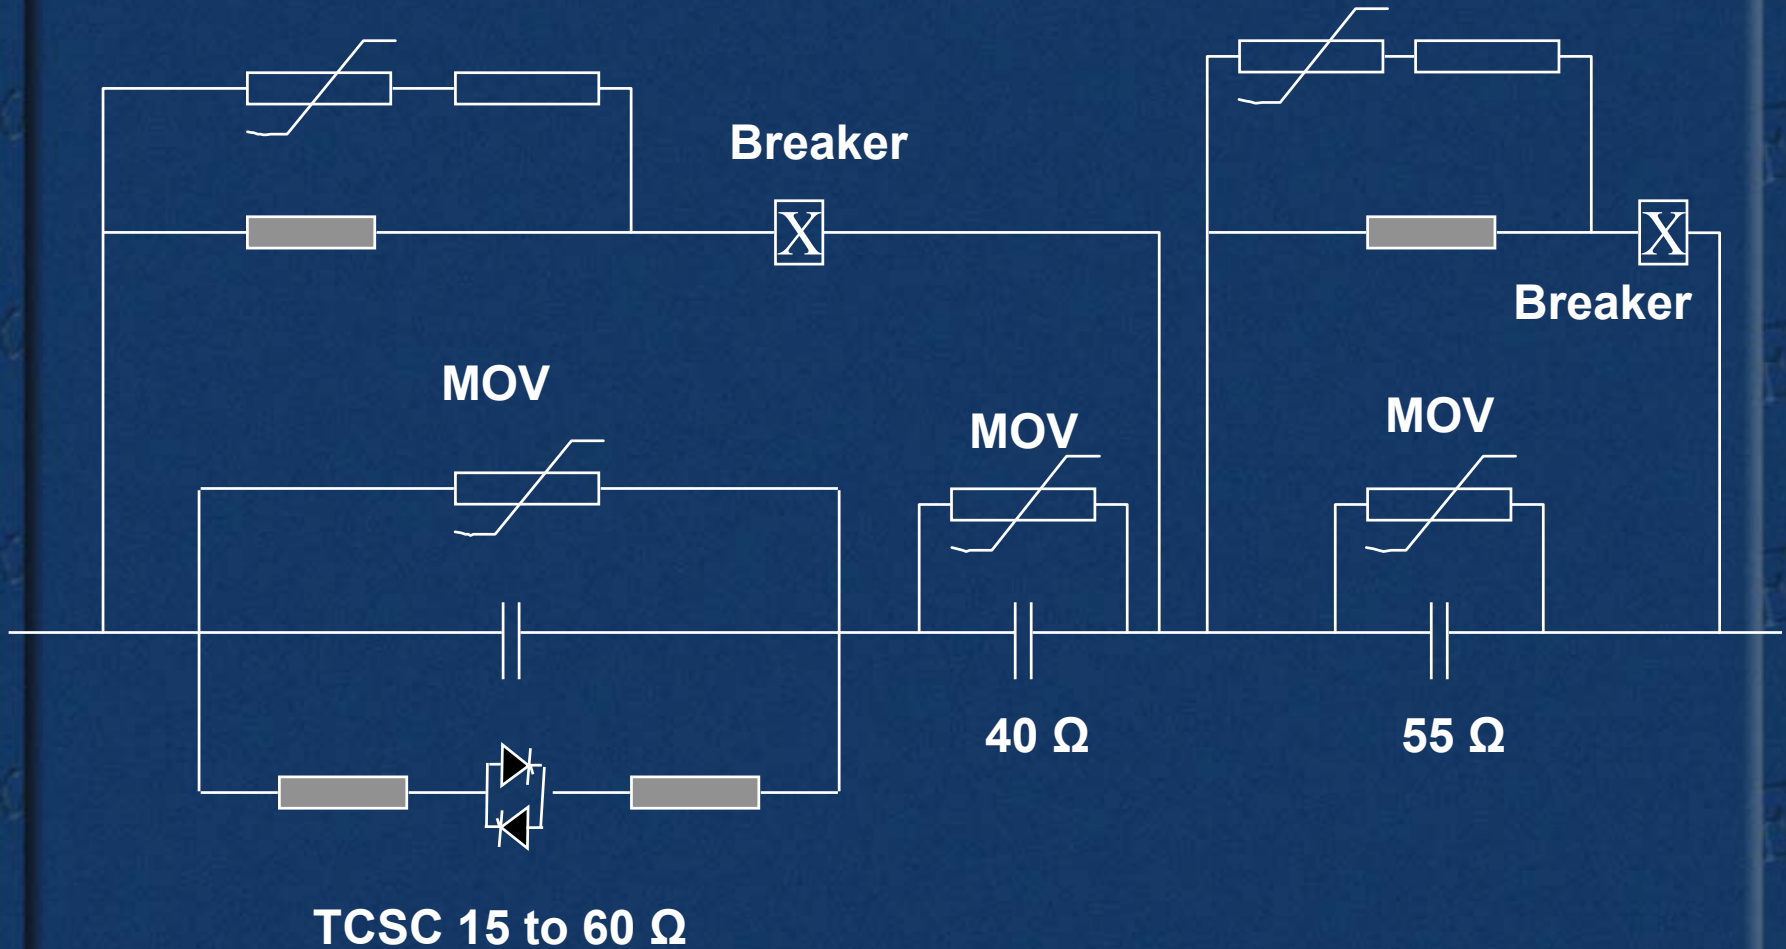 Breaker
X
X
Breaker
MOV
MOV
MOV
40 Ω
55 Ω
TCSC 15 to 60 Ω